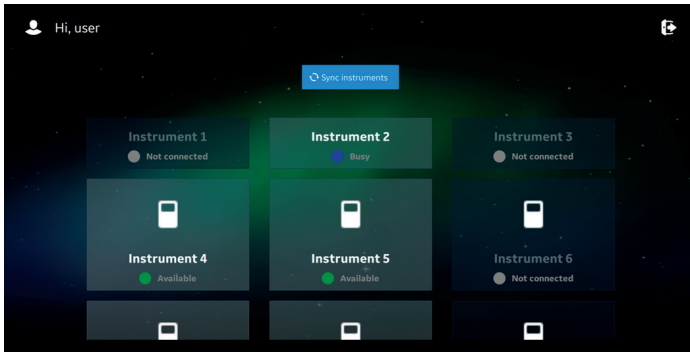 Hi, user
Sync instruments
Instrument 1
Not connected
Instrument 2
Busy
Instrument 3
Not connected
Instrument 4
Available
Instrument 5
Available
Instrument 6
Not connected